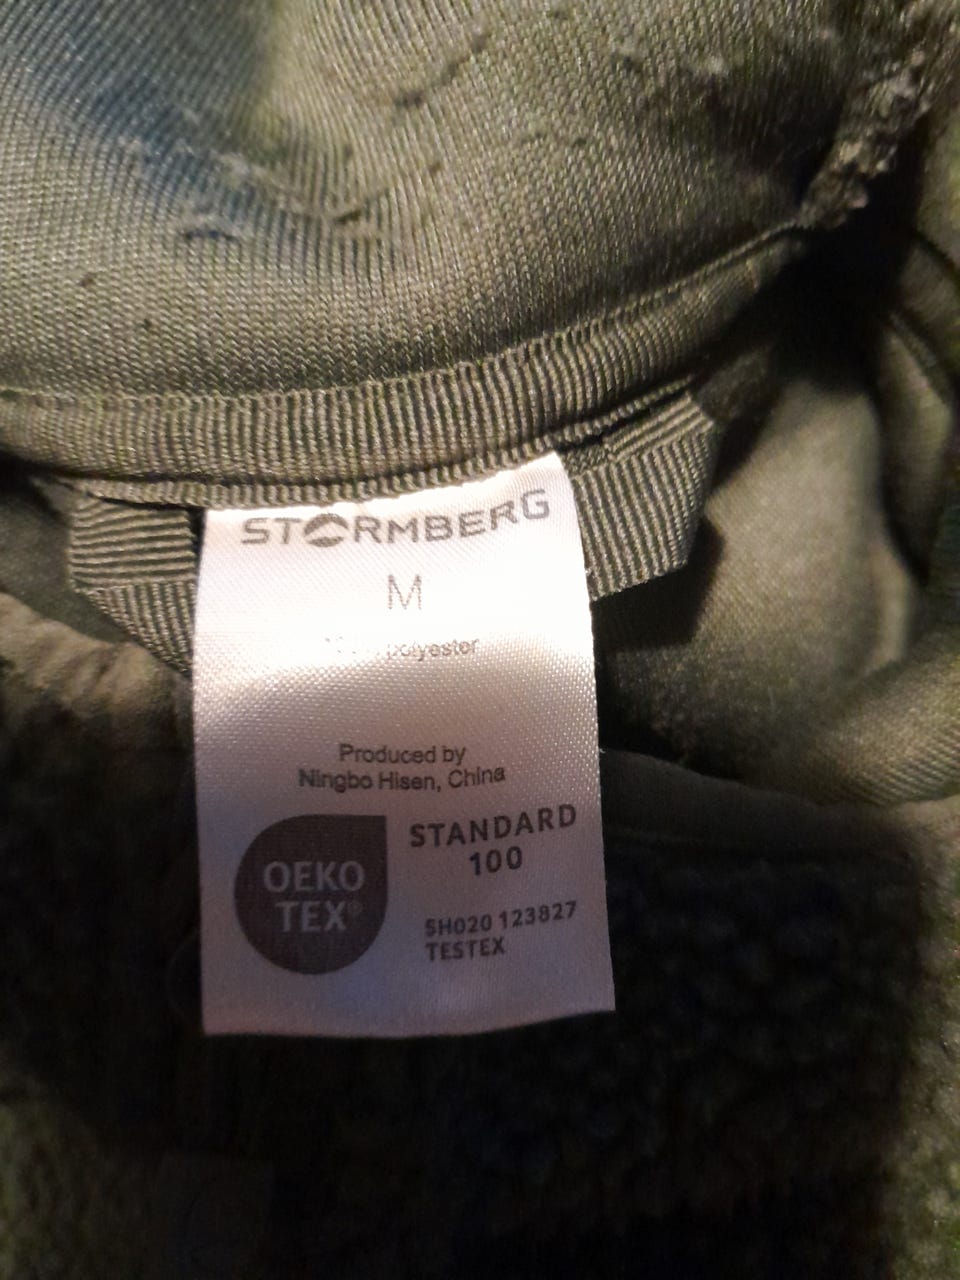 STORMBERG
M
polyester
Produced by
Ningbo Hisen, China
OEKO
TEX®
STANDARD
100
SH020 123827
TESTEX